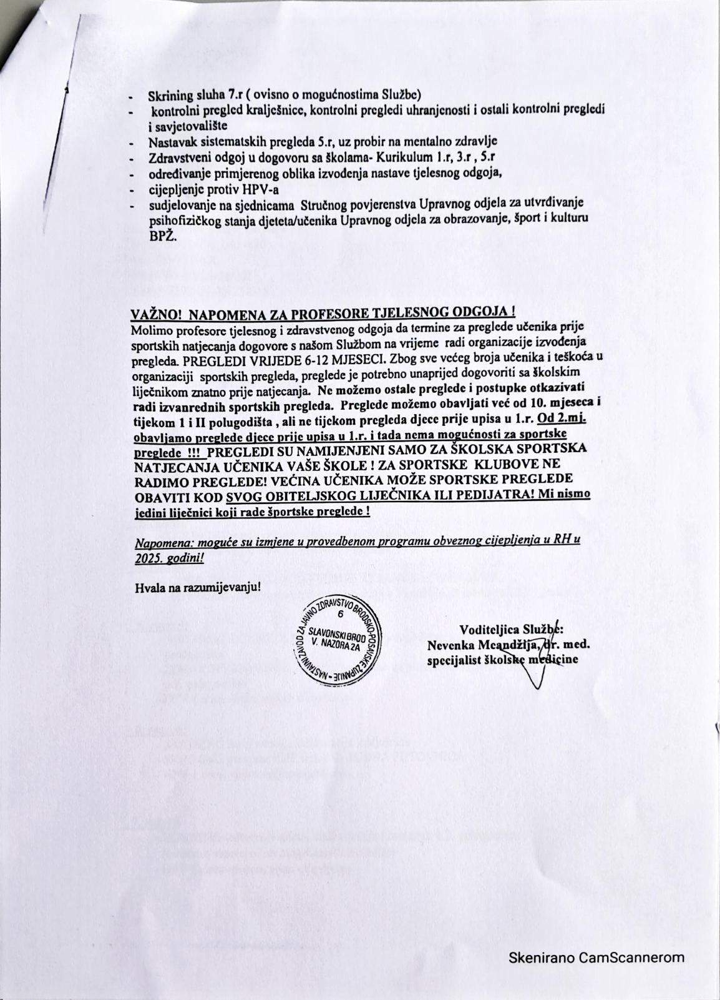 - Skrining sluha 7.r ( ovisno o mogućnostima Službe)
- kontrolni pregled kralješnice, kontrolni pregledi uhranjenosti i ostali kontrolni pregledi
i savjetovalište
- Nastavak sistematskih pregleda 5.r, uz probir na mentalno zdravlje
- Zdravstveni odgoj u dogovoru sa školama- Kurikulum 1.r, 3.r , 5.r
- određivanje primjerenog oblika izvođenja nastave tjelesnog odgoja,
- cijepljenje protiv HPV-a
- sudjelovanje na sjednicama Stručnog povjerenstva Upravnog odjela za utvrđivanje
psihofizičkog stanja djeteta/učenika Upravnog odjela za obrazovanje, šport i kulturu
BPŽ.
VAŽNO! NAPOMENA ZA PROFESORE TJELESNOG ODGOJA !
Molimo profesore tjelesnog i zdravstvenog odgoja da termine za preglede učenika prije
sportskih natjecanja dogovore s našom Službom na vrijeme radi organizacije izvođenja
pregleda. PREGLEDI VRIJEDE 6-12 MJESECI. Zbog sve većeg broja učenika i teškoća u
organizaciji sportskih pregleda, preglede je potrebno unaprijed dogovoriti sa školskim
liječnikom znatno prije natjecanja. Ne možemo ostale preglede i postupke otkazivati
radi izvanrednih sportskih pregleda. Preglede možemo obavljati već od 10. mjeseca i
tijekom 1 i II polugodišta , ali ne tijekom pregleda djece prije upisa u 1.r. Od 2.mj.
obavljamo preglede djece prije upisa u 1.r. i tada nema mogućnosti za sportske
preglede !!! PREGLEDI SU NAMIJENJENI SAMO ZA ŠKOLSKA SPORTSKA
NATJECANJA UČENIKA VAŠE ŠKOLE ! ZA SPORTSKE KLUBOVE NE
RADIMO PREGLEDE! VEĆINA UČENIKA MOŽE SPORTSKE PREGLEDE
OBAVITI KOD SVOG OBITELJSKOG LIJEČNIKA ILI PEDIJATRA! Mi nismo
jedini liječnici koji rade športske preglede !
Napomena: moguće su izmjene u provedbenom programu obveznog cijepljenja u RH u
2025. godini!
Hvala na razumijevanju!
NASTAVNI ZAVOD ZA JAVNO ZDRAVSTVO BRODSKO-POSAVSKE ŽUPANIJE -
6
SLAVONSKI BROD
V. NAZORA 2A
Voditeljica Službe:
Nevenka Meandžija, dr. med.
specijalist školske medicine
Skenirano CamScannerom